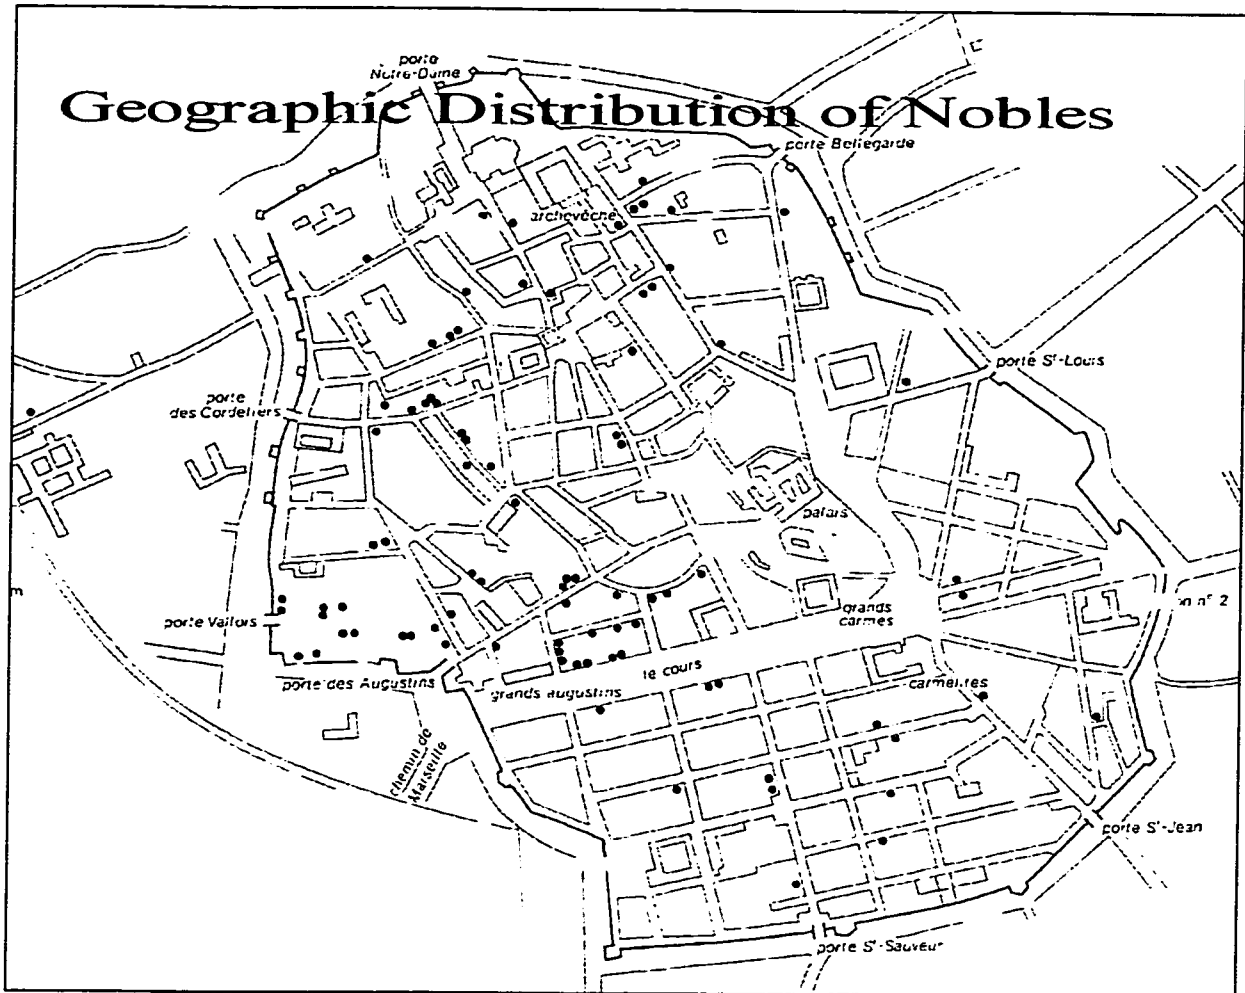 porte
Notre-Dame
Geographic Distribution of Nobles
porte Bellegarde
archevêché
porte St-Louis
porte
des Cordeliers
palais
grands
carmes
on n° 2
m
porte Vallois
le cours
porte des Augustins
grands augustins
carmelites
chemin de
Marseille
porte St-Jean
porte St-Sauveur